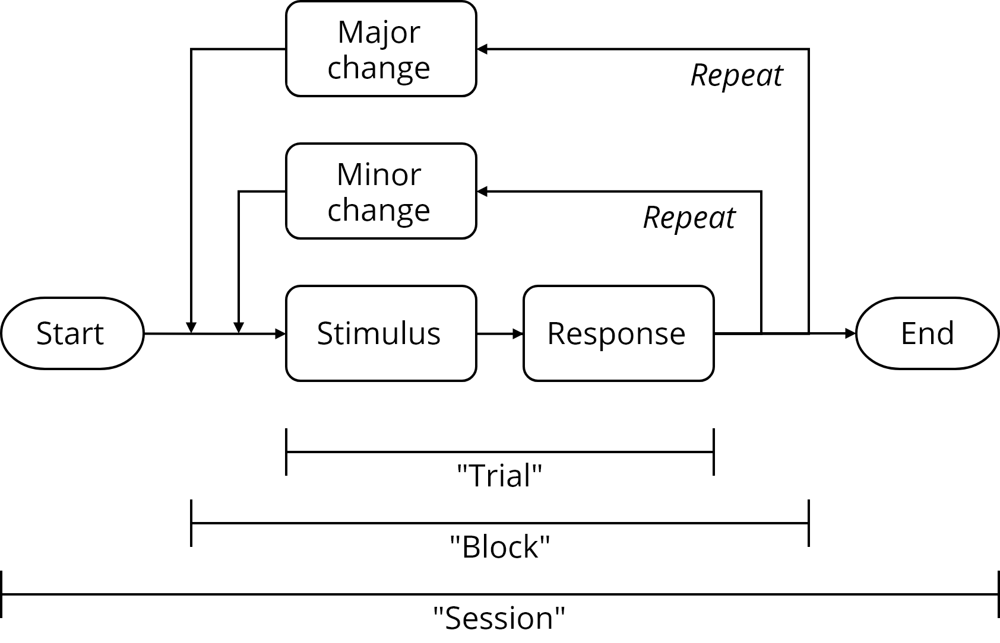 Major
change
Repeat
Minor
change
Repeat
Start
Stimulus
Response
End
"Trial"
"Block"
"Session"